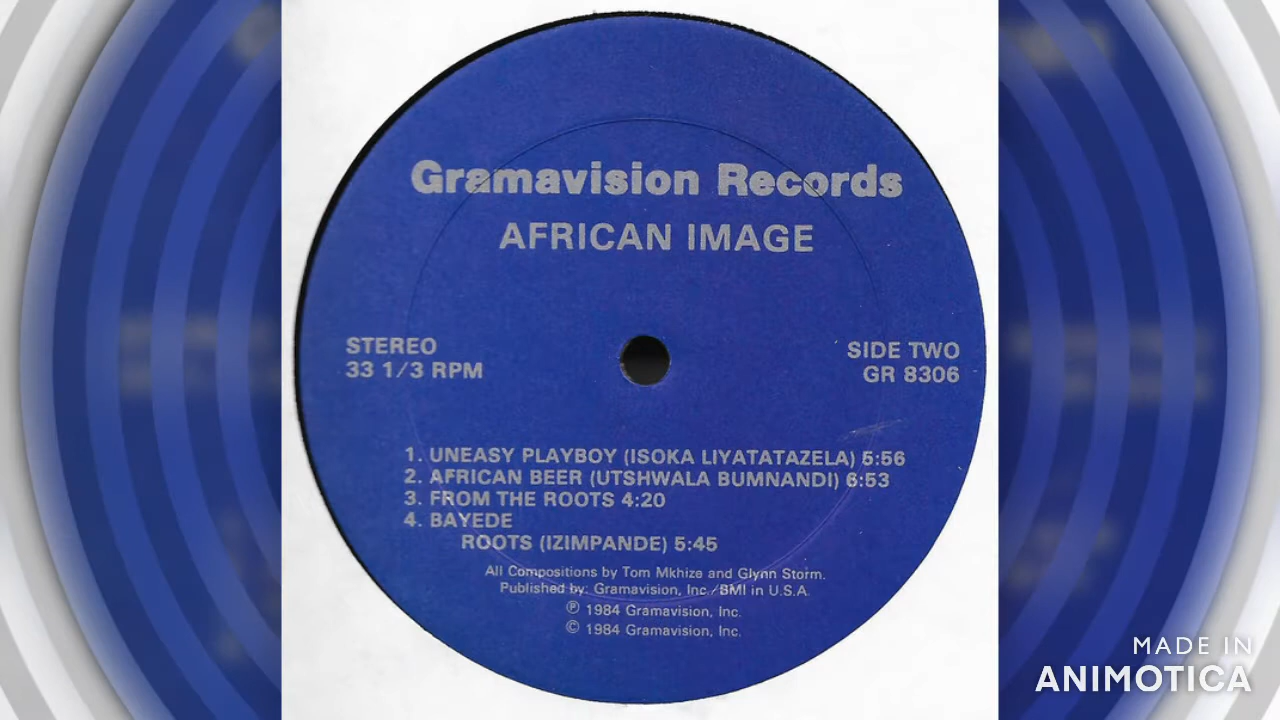 Gramavision Records
AFRICAN IMAGE
STEREO
33 1/3 RPM
SIDE TWO
GR 8306
1. UNEASY PLAYBOY (ISOKA LIYATATAZELA) 5:56
2. AFRICAN BEER (UTSHWALA BUMNANDI) 6:53
3. FROM THE ROOTS 4:20
4. BAYEDE
ROOTS (IZIMPANDE) 5:45
All Compositions by Tom Mkhize and Glynn Storm.
Published by: Gramavision, Inc./BMI in U.S.A.
℗ 1984 Gramavision, Inc.
© 1984 Gramavision, Inc.
MADE IN
ANIMOTICA